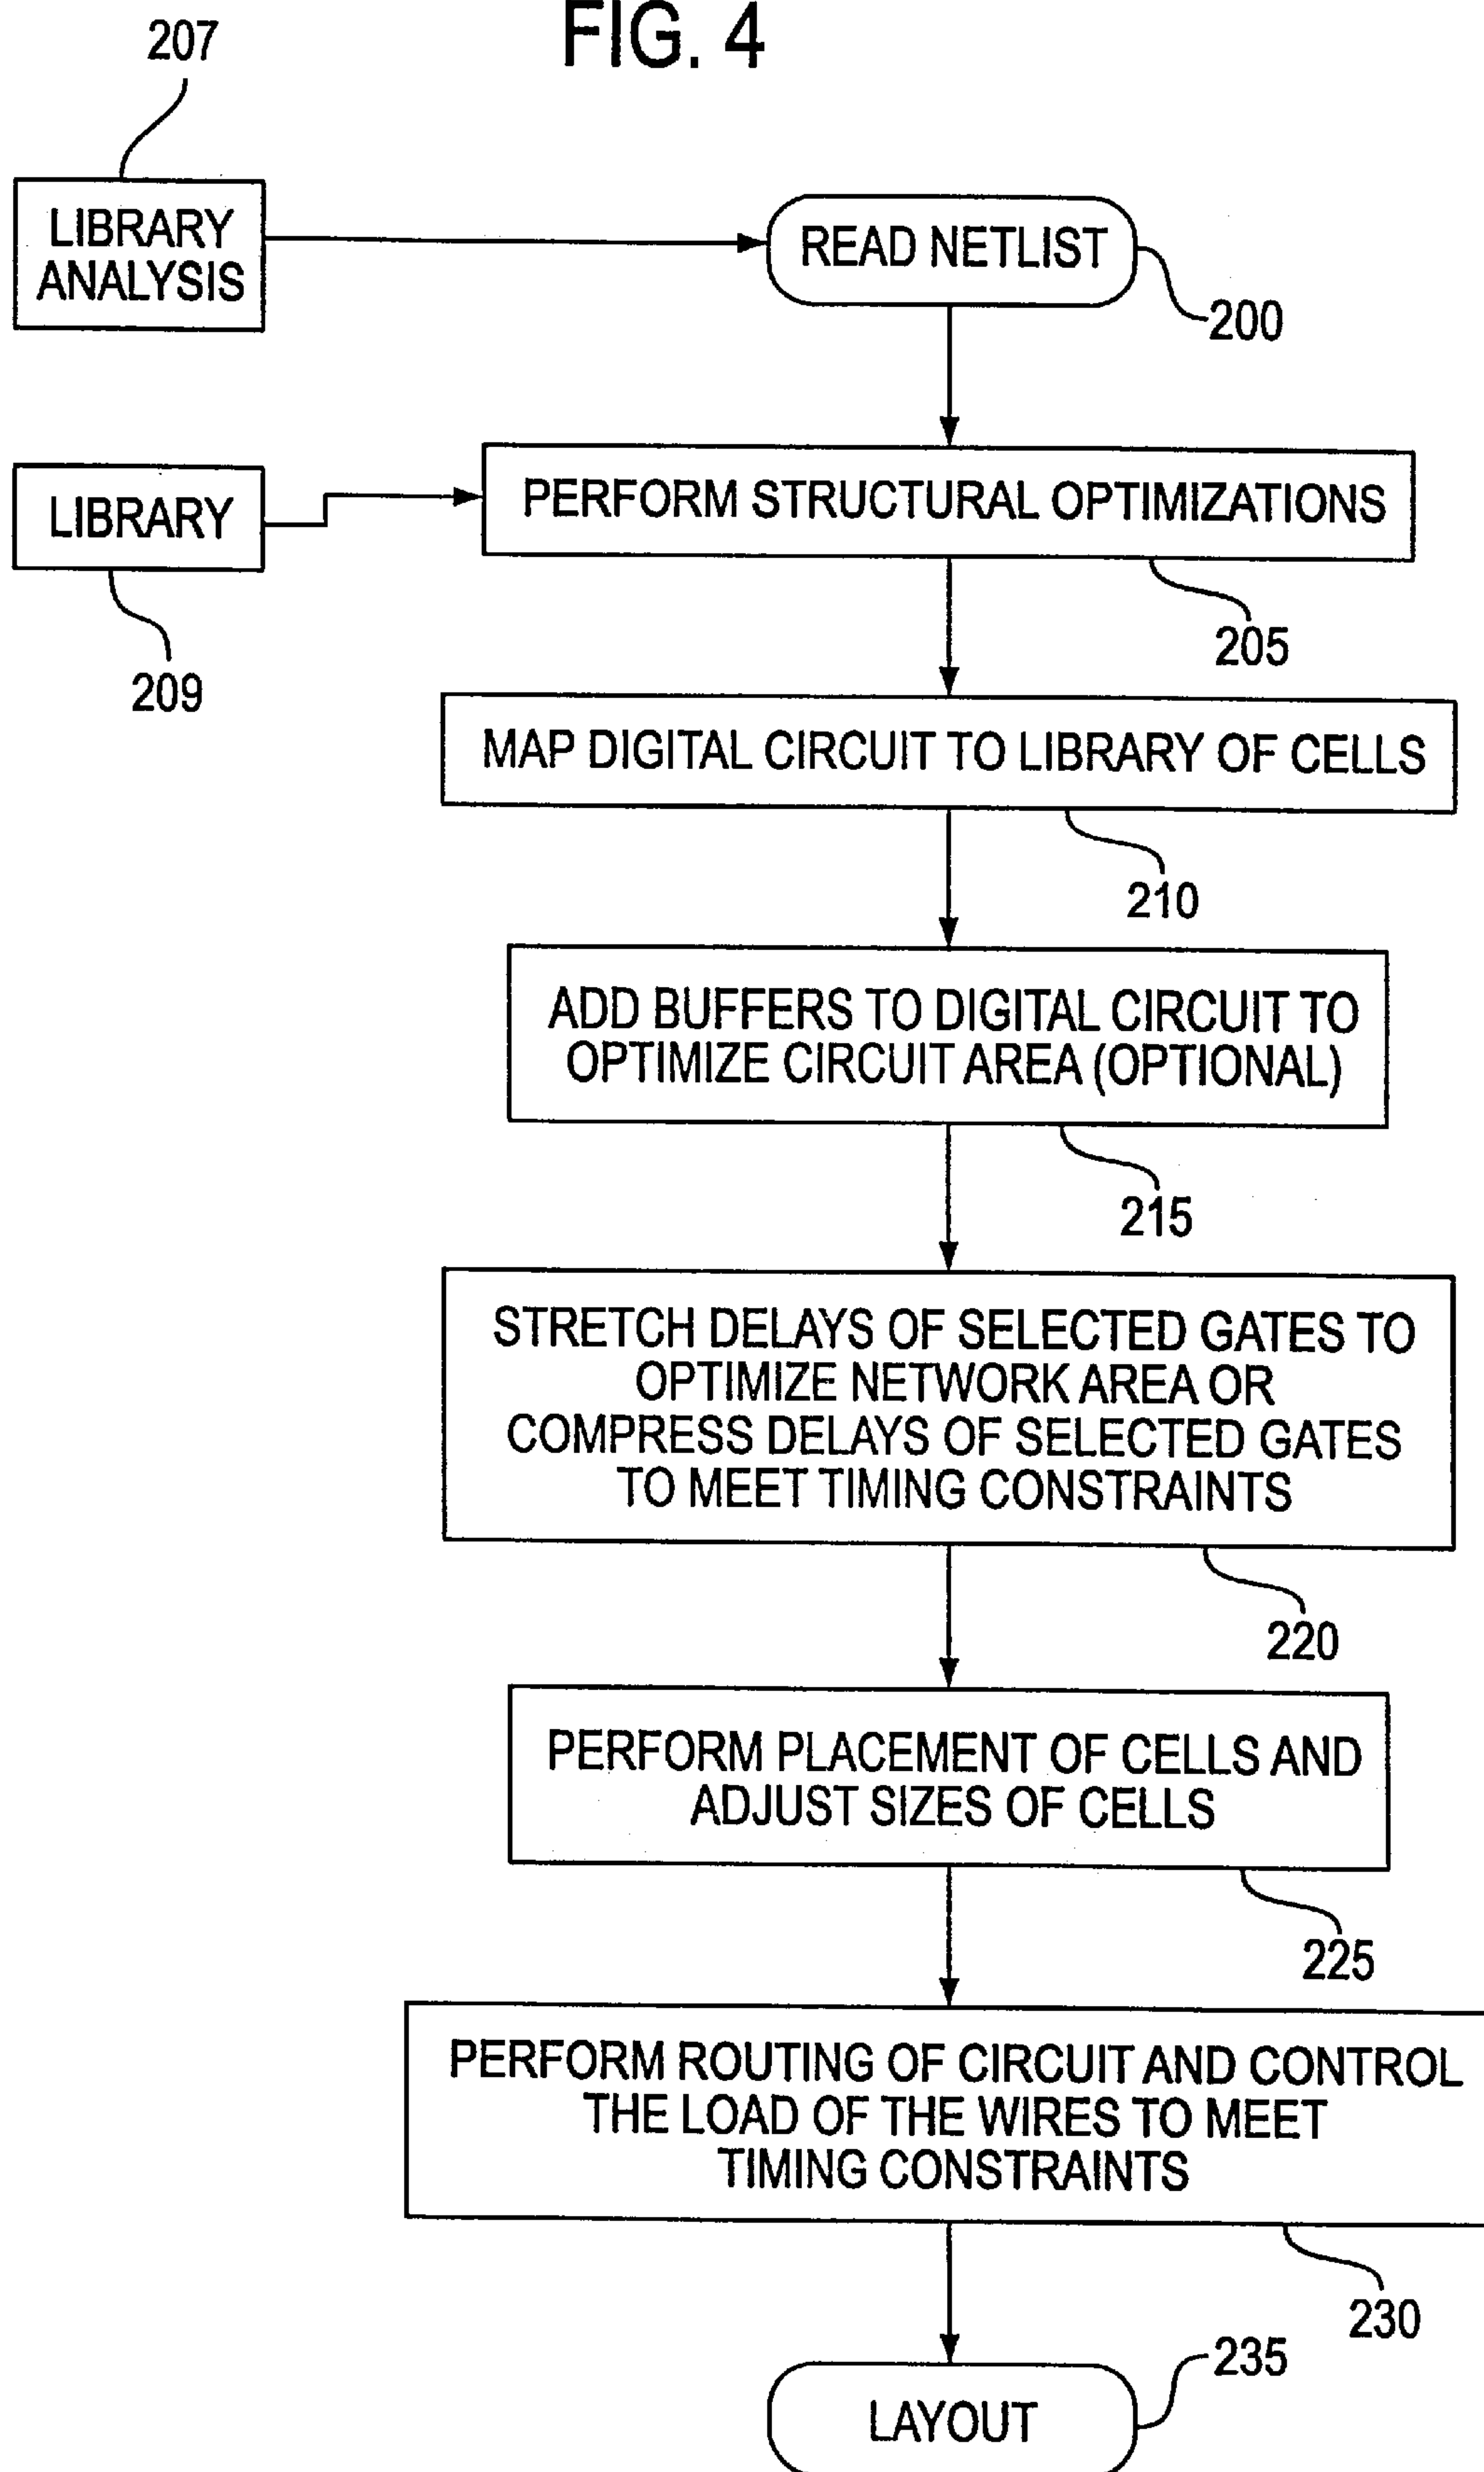 FIG. 4
207
LIBRARY
ANALYSIS
READ NETLIST
200
LIBRARY
209
PERFORM STRUCTURAL OPTIMIZATIONS
205
MAP DIGITAL CIRCUIT TO LIBRARY OF CELLS
210
ADD BUFFERS TO DIGITAL CIRCUIT TO
OPTIMIZE CIRCUIT AREA (OPTIONAL)
215
STRETCH DELAYS OF SELECTED GATES TO
OPTIMIZE NETWORK AREA OR
COMPRESS DELAYS OF SELECTED GATES
TO MEET TIMING CONSTRAINTS
220
PERFORM PLACEMENT OF CELLS AND
ADJUST SIZES OF CELLS
225
PERFORM ROUTING OF CIRCUIT AND CONTROL
THE LOAD OF THE WIRES TO MEET
TIMING CONSTRAINTS
230
235
LAYOUT